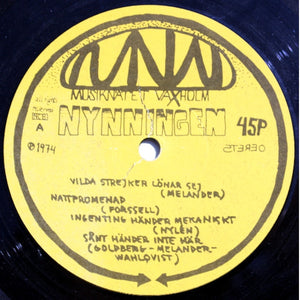 MNW
MUSIKNÄTET VAXHOLM
NYNNINGEN
45P
A
STEREO
℗1974
VILDA STREJKER LÖNAR SEJ
(MELANDER)
NATTPROMENAD
(FORSSELL)
INGENTING HÄNDER MEKANISKT
(NYLÉN)
SÅNT HÄNDER INTE HÄR
(GOLDBERG-MELANDER-
WAHLQVIST)